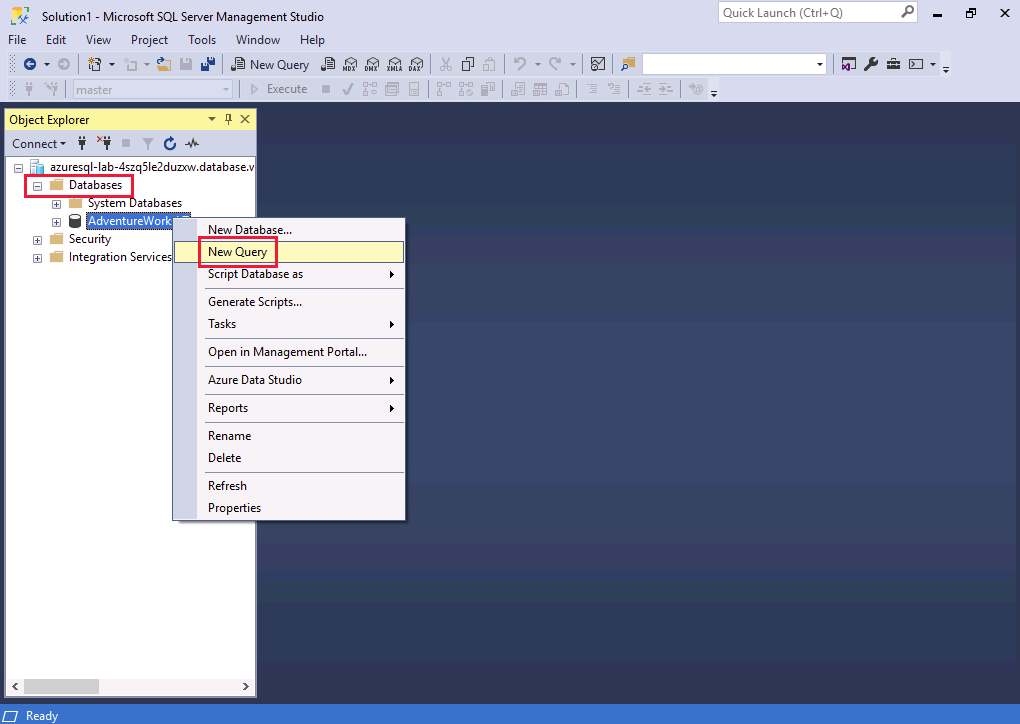 Solution1 - Microsoft SQL Server Management Studio
Quick Launch (Ctrl+Q)
File Edit View Project Tools Window Help
New Query MDX DMX XMLA DAX
master Execute
Object Explorer
Connect
azuresql-lab-4szq5le2duzxw.database.w
Databases
System Databases
AdventureWork
Security
Integration Services
New Database...
New Query
Script Database as
Generate Scripts...
Tasks
Open in Management Portal...
Azure Data Studio
Reports
Rename
Delete
Refresh
Properties
Ready